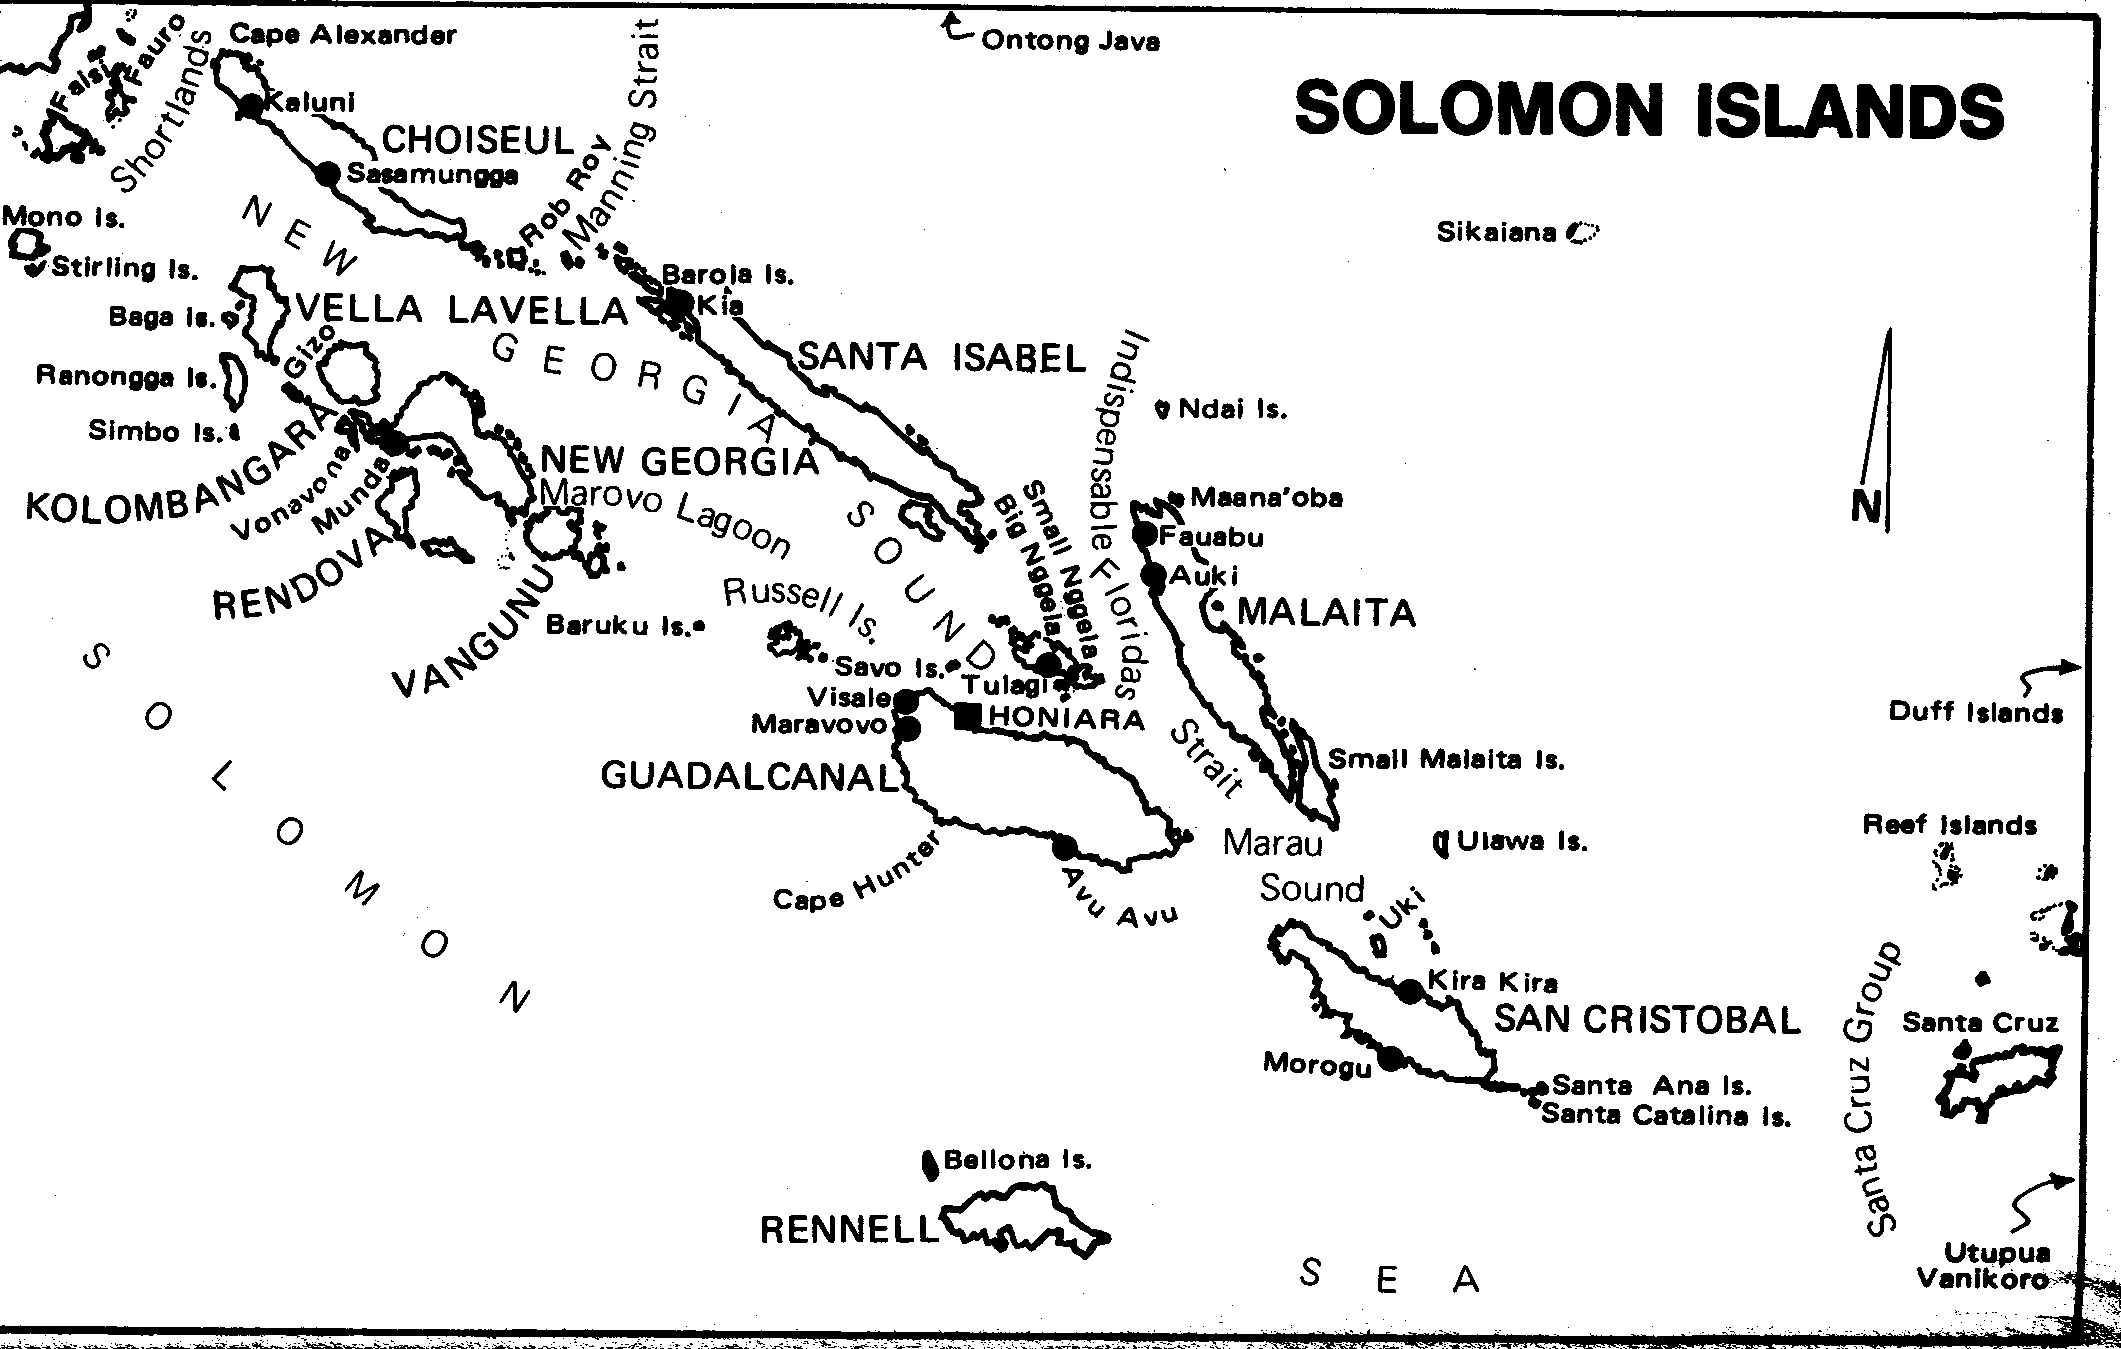 SOLOMON ISLANDS
Ontong Java
Cape Alexander
Faisi
Fauro
Shortlands
Kaluni
CHOISEUL
Sasamungga
Rob Roy
Manning Strait
Mono Is.
Stirling Is.
Sikaiana
NEW GEORGIA SOUND
Barola Is.
Kia
Baga Is.
VELLA LAVELLA
Gizo
SANTA ISABEL
Ranongga Is.
Simbo Is.
KOLOMBANGARA
Vonavona
Munda
RENDOVA
NEW GEORGIA
Marovo Lagoon
VANGUNU
Indispensable Strait
Ndai Is.
N
Small Nggela
Big Nggela
Floridas
Maana'oba
Fauabu
Auki
MALAITA
Russell Is.
Baruku Is.
Savo Is.
Tulagi
Visale
Maravovo
HONIARA
GUADALCANAL
Small Malaita Is.
Duff Islands
Cape Hunter
Avu Avu
Marau
Sound
Ulawa Is.
Reef Islands
Uki
Kira Kira
SAN CRISTOBAL
Morogu
Santa Ana Is.
Santa Catalina Is.
Santa Cruz Group
Santa Cruz
Bellona Is.
RENNELL
Utupua
Vanikoro
SOLOMON SEA